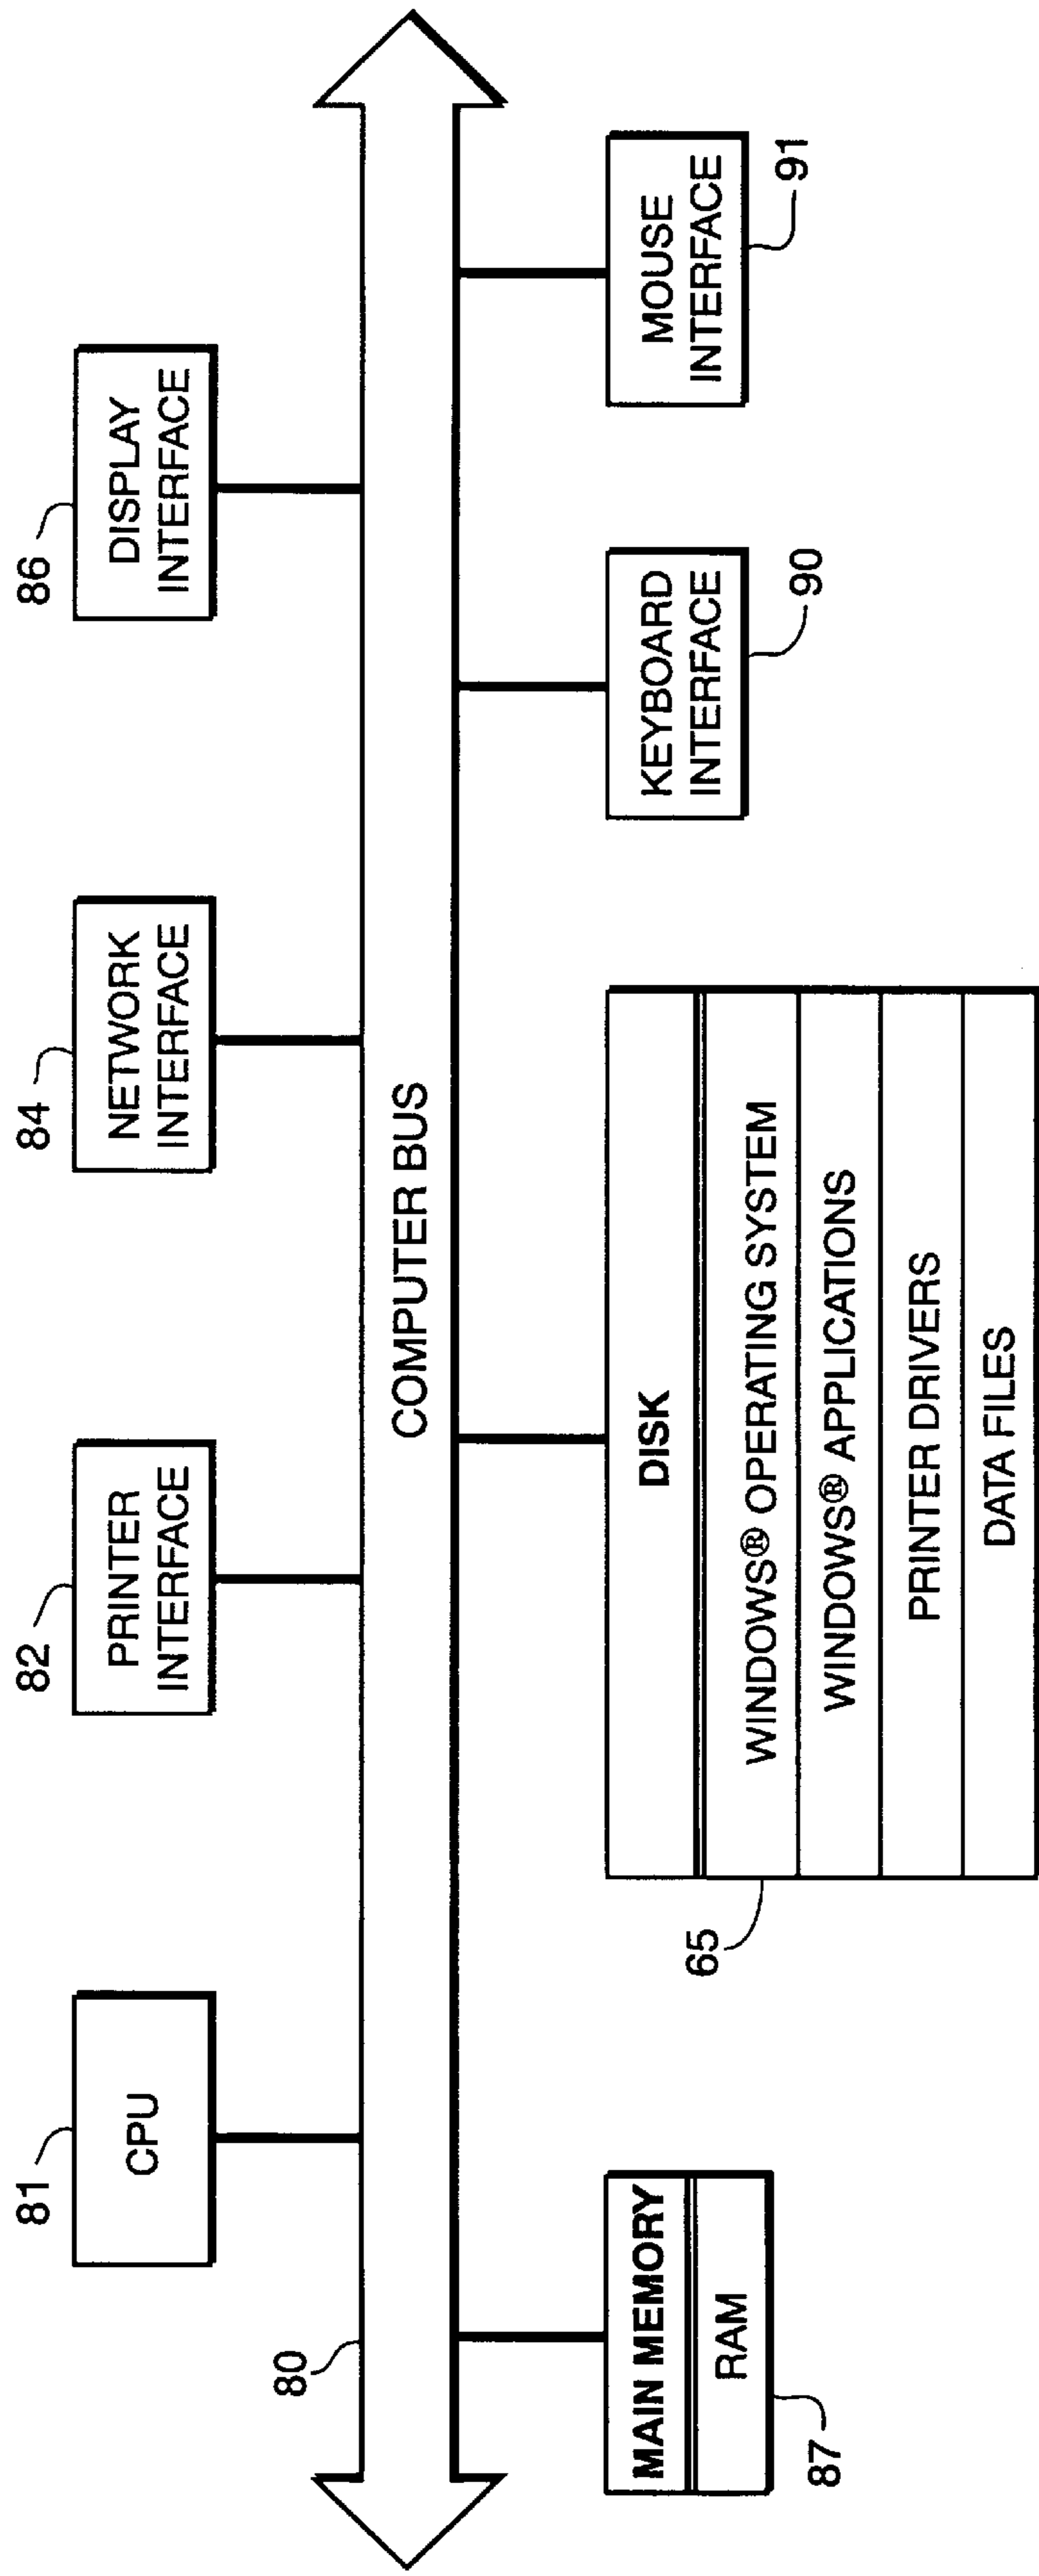 81
CPU
82
PRINTER
INTERFACE
84
NETWORK
INTERFACE
86
DISPLAY
INTERFACE
80
COMPUTER BUS
MAIN MEMORY
RAM
87
65
DISK
WINDOWS® OPERATING SYSTEM
WINDOWS® APPLICATIONS
PRINTER DRIVERS
DATA FILES
KEYBOARD
INTERFACE
90
MOUSE
INTERFACE
91